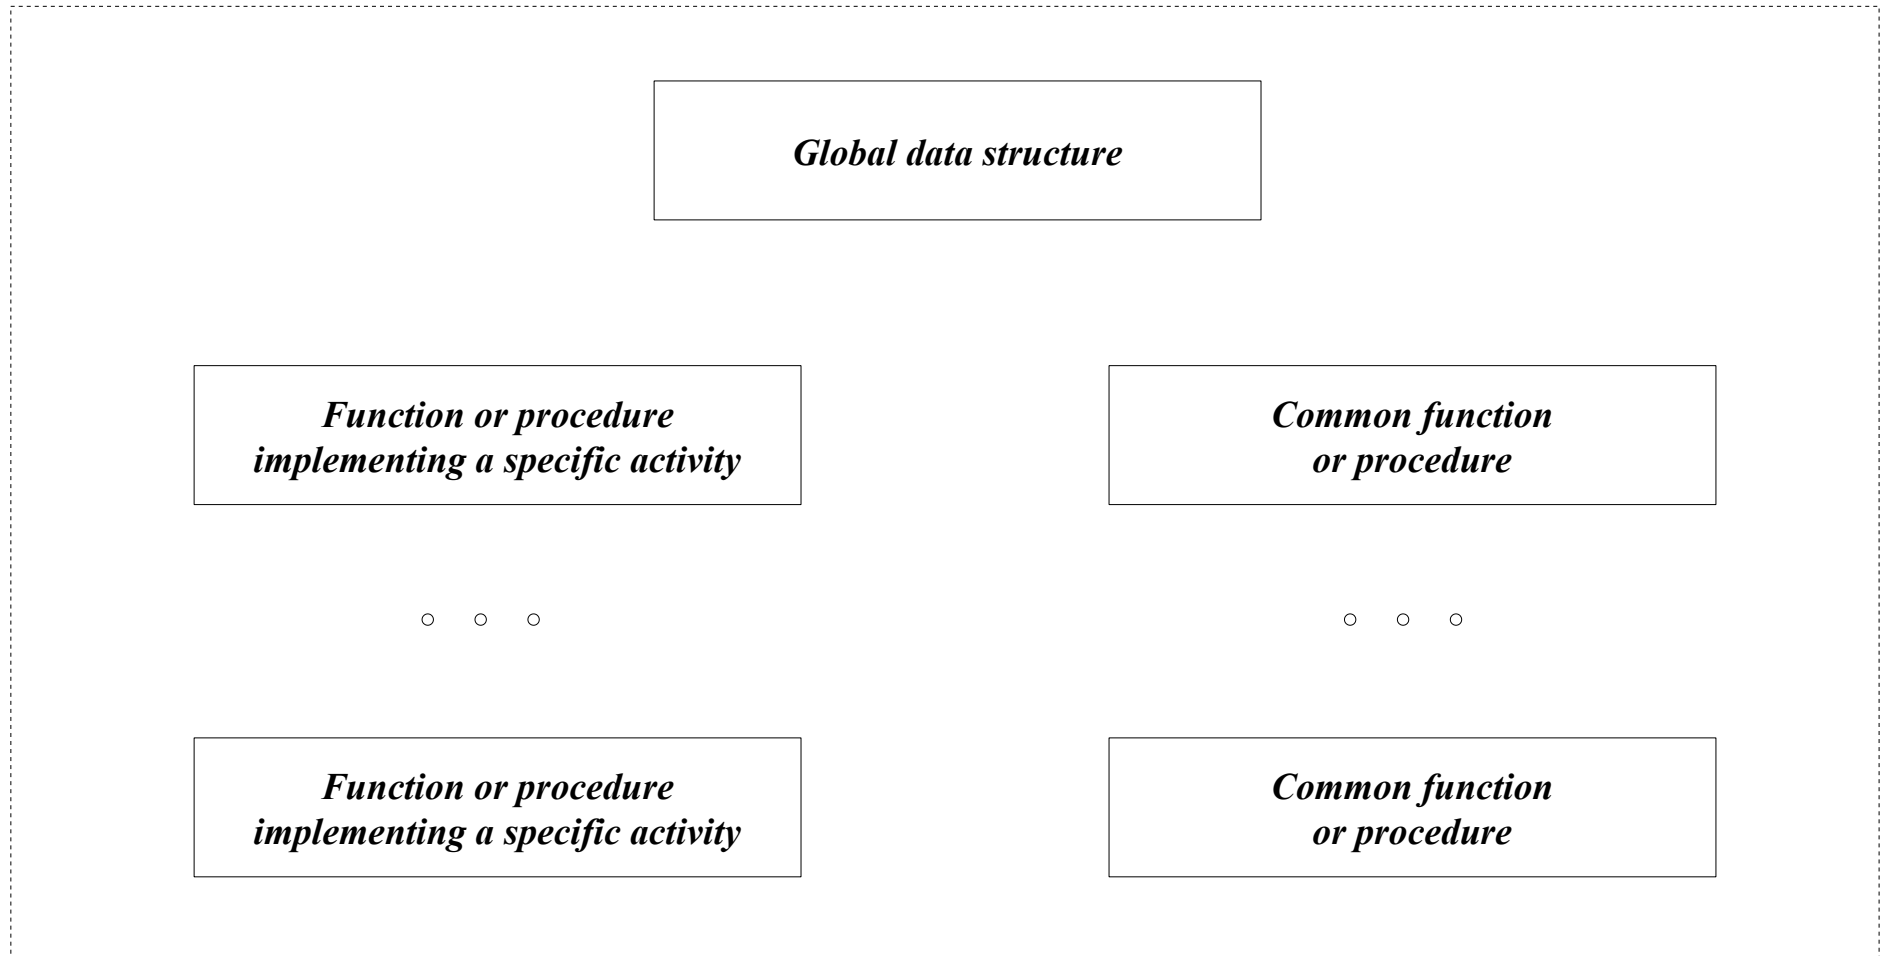 Global data structure
Function or procedure
implementing a specific activity
Common function
or procedure
Function or procedure
implementing a specific activity
Common function
or procedure